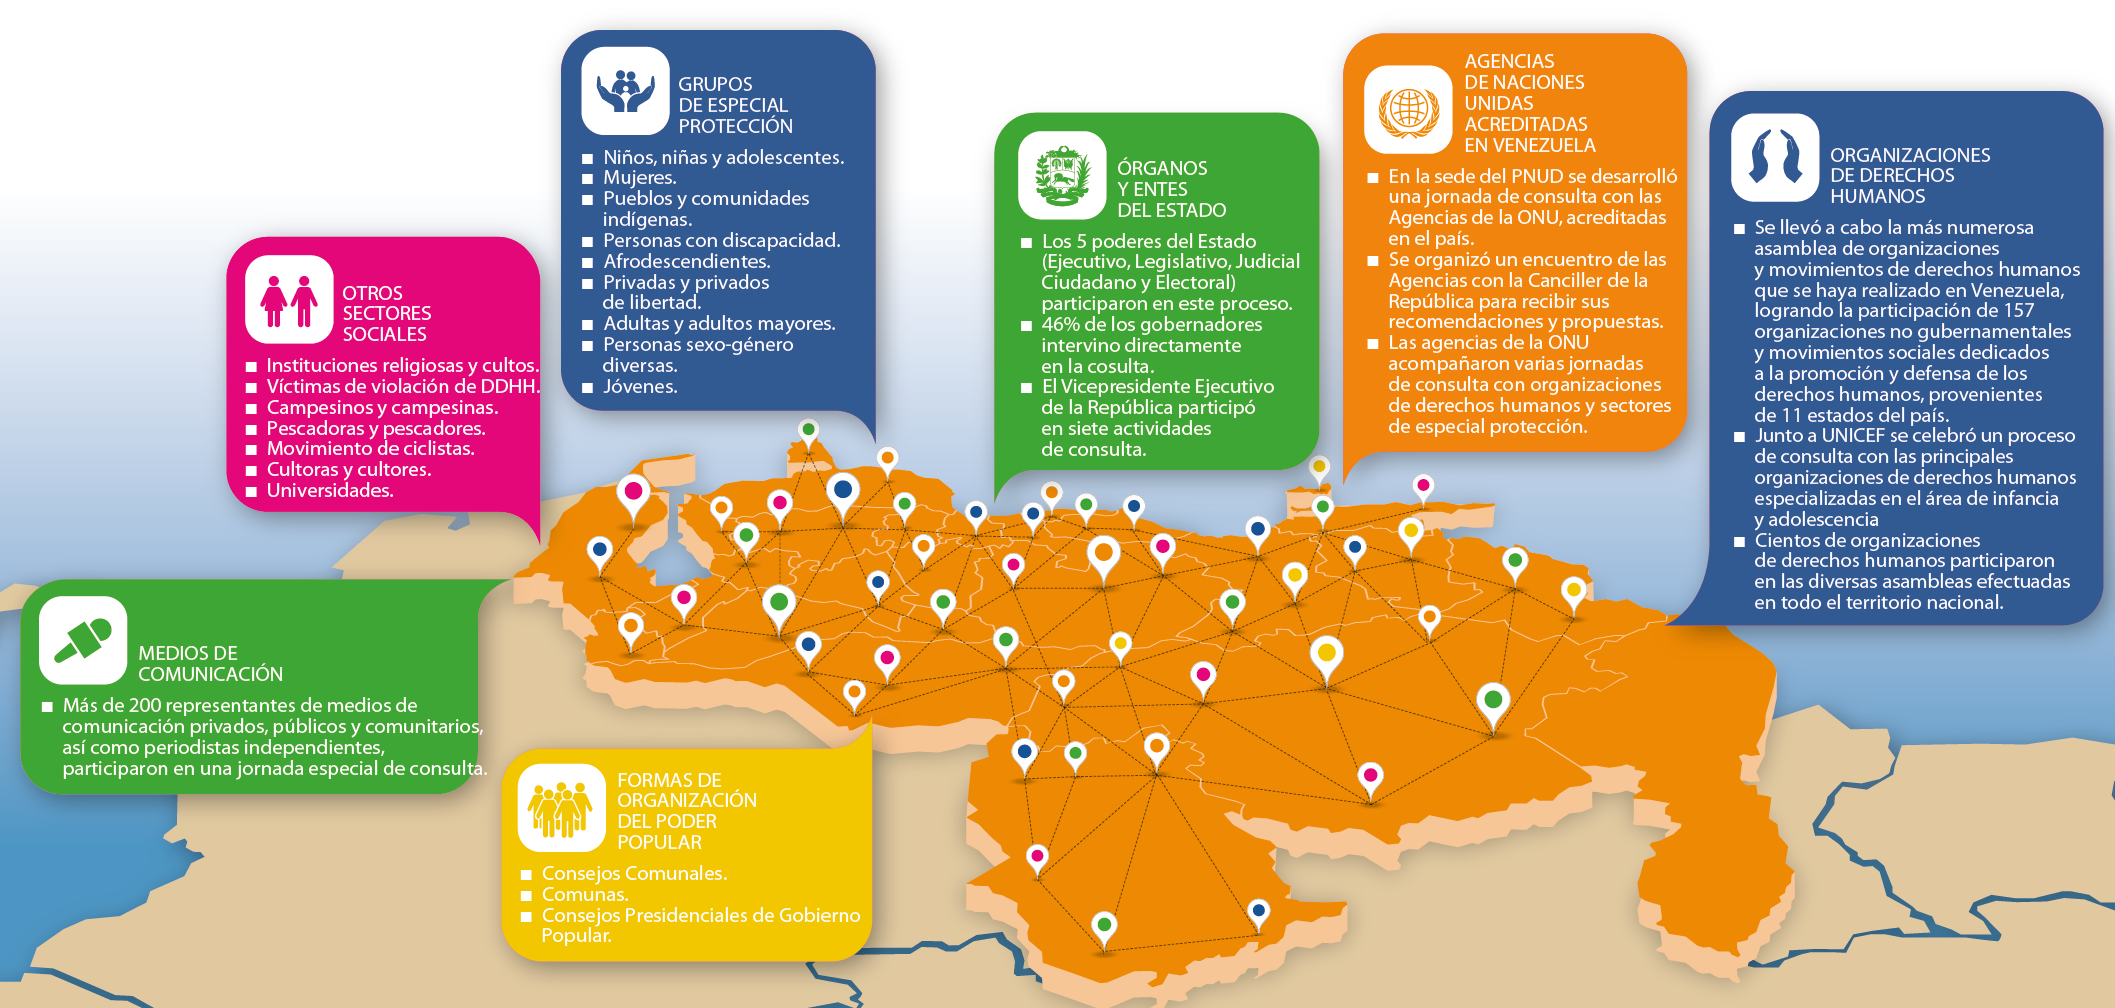 GRUPOS
DE ESPECIAL
PROTECCIÓN
Niños, niñas y adolescentes.
Mujeres.
Pueblos y comunidades
indígenas.
Personas con discapacidad.
Afrodescendientes.
Privadas y privados
de libertad.
Adultas y adultos mayores.
Personas sexo-género
diversas.
Jóvenes.
OTROS
SECTORES
SOCIALES
Instituciones religiosas y cultos.
Víctimas de violación de DDHH.
Campesinos y campesinas.
Pescadoras y pescadores.
Movimiento de ciclistas.
Cultoras y cultores.
Universidades.
ÓRGANOS
Y ENTES
DEL ESTADO
Los 5 poderes del Estado
(Ejecutivo, Legislativo, Judicial
Ciudadano y Electoral)
participaron en este proceso.
46% de los gobernadores
intervino directamente
en la cosulta.
El Vicepresidente Ejecutivo
de la República participó
en siete actividades
de consulta.
AGENCIAS
DE NACIONES
UNIDAS
ACREDITADAS
EN VENEZUELA
En la sede del PNUD se desarrolló
una jornada de consulta con las
Agencias de la ONU, acreditadas
en el país.
Se organizó un encuentro de las
Agencias con la Canciller de la
República para recibir sus
recomendaciones y propuestas.
Las agencias de la ONU
acompañaron varias jornadas
de consulta con organizaciones
de derechos humanos y sectores
de especial protección.
ORGANIZACIONES
DE DERECHOS
HUMANOS
Se llevó a cabo la más numerosa
asamblea de organizaciones
y movimientos de derechos humanos
que se haya realizado en Venezuela,
logrando la participación de 157
organizaciones no gubernamentales
y movimientos sociales dedicados
a la promoción y defensa de los
derechos humanos, provenientes
de 11 estados del país.
Junto a UNICEF se celebró un proceso
de consulta con las principales
organizaciones de derechos humanos
especializadas en el área de infancia
y adolescencia
Cientos de organizaciones
de derechos humanos participaron
en las diversas asambleas efectuadas
en todo el territorio nacional.
MEDIOS DE
COMUNICACIÓN
Más de 200 representantes de medios de
comunicación privados, públicos y comunitarios,
así como periodistas independientes,
participaron en una jornada especial de consulta.
FORMAS DE
ORGANIZACIÓN
DEL PODER
POPULAR
Consejos Comunales.
Comunas.
Consejos Presidenciales de Gobierno
Popular.